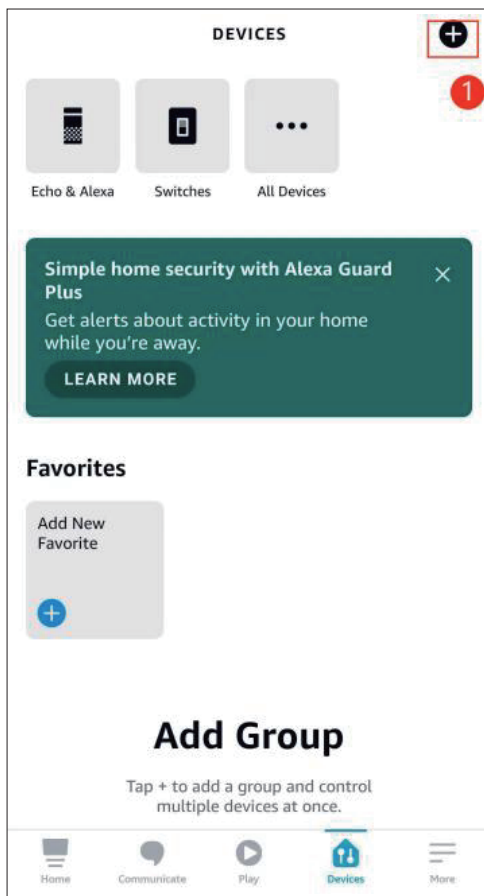 DEVICES
1
Echo & Alexa
Switches
All Devices
Simple home security with Alexa Guard
Plus
Get alerts about activity in your home
while you're away.
LEARN MORE
Favorites
Add New
Favorite
Add Group
Tap + to add a group and control
multiple devices at once.
Home
Communicate
Play
Devices
More